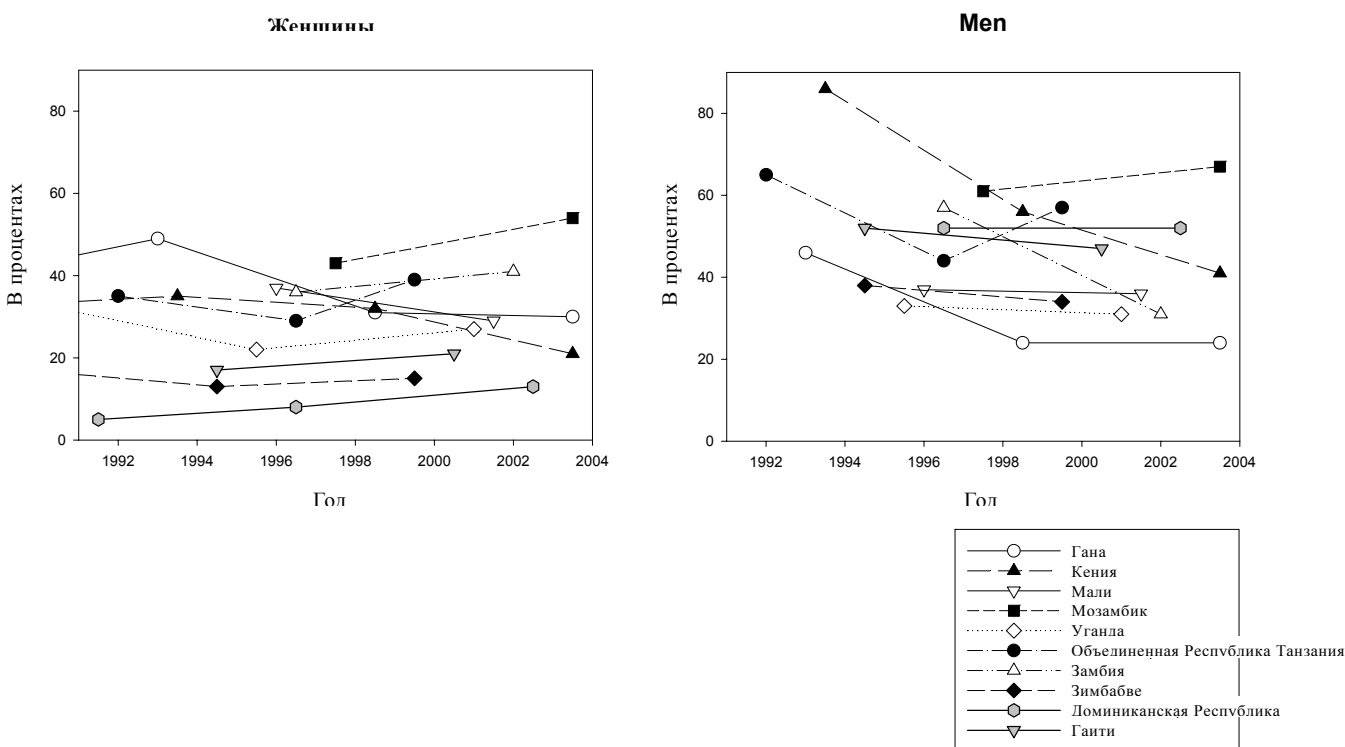 Женщины
Men
В процентах
80
60
40
20
0
1992 1994 1996 1998 2000 2002 2004
Год
В процентах
80
60
40
20
0
1992 1994 1996 1998 2000 2002 2004
Год
Гана
Кения
Мали
Мозамбик
Уганда
Объединенная Республика Танзания
Замбия
Зимбабве
Доминиканская Республика
Гаити